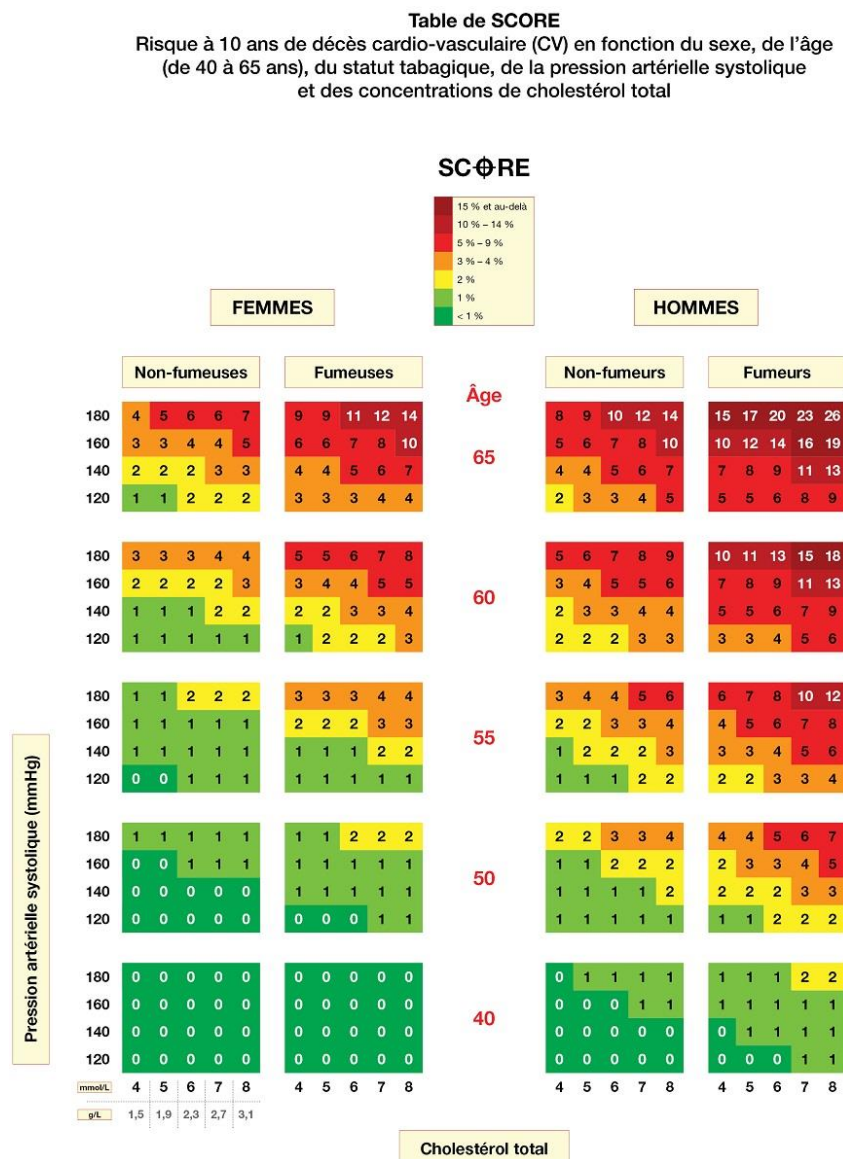 Table de SCORE
Risque à 10 ans de décès cardio-vasculaire (CV) en fonction du sexe, de l'âge
(de 40 à 65 ans), du statut tabagique, de la pression artérielle systolique
et des concentrations de cholestérol total
SCORE
15 % et au-delà
10 % – 14 %
5 % – 9 %
3 % – 4 %
2 %
1 %
< 1 %
FEMMES HOMMES
Non-fumeuses Fumeuses Âge Non-fumeurs Fumeurs
180 4 5 6 6 7 9 9 11 12 14 8 9 10 12 14 15 17 20 23 26
160 3 3 4 4 5 6 6 7 8 10 5 6 7 8 10 10 12 14 16 19
65
140 2 2 2 3 3 4 4 5 6 7 4 4 5 6 7 7 8 9 11 13
120 1 1 2 2 2 3 3 3 4 4 2 3 3 4 5 5 5 6 8 9
180 3 3 3 4 4 5 5 6 7 8 5 6 7 8 9 10 11 13 15 18
160 2 2 2 2 3 3 4 4 5 5 3 4 5 5 6 7 8 9 11 13
60
140 1 1 1 2 2 2 2 3 3 4 2 3 3 4 4 5 5 6 7 9
120 1 1 1 1 1 1 2 2 2 3 2 2 2 3 3 3 3 4 5 6
180 1 1 2 2 2 3 3 3 4 4 3 4 4 5 6 6 7 8 10 12
160 1 1 1 1 1 2 2 2 3 3 2 2 3 3 4 4 5 6 7 8
55
140 1 1 1 1 1 1 1 1 2 2 1 2 2 2 3 3 3 4 5 6
120 0 0 1 1 1 1 1 1 1 1 1 1 1 2 2 2 2 3 3 4
180 1 1 1 1 1 1 1 2 2 2 2 2 3 3 4 4 4 5 6 7
160 0 0 1 1 1 1 1 1 1 1 1 1 2 2 2 2 3 3 4 5
50
140 0 0 0 0 0 1 1 1 1 1 1 1 1 1 2 2 2 2 3 3
120 0 0 0 0 0 0 0 0 1 1 1 1 1 1 1 1 1 2 2 2
180 0 0 0 0 0 0 0 0 0 0 0 1 1 1 1 1 1 1 2 2
160 0 0 0 0 0 0 0 0 0 0 0 0 0 1 1 1 1 1 1 1
40
140 0 0 0 0 0 0 0 0 0 0 0 0 0 0 0 0 1 1 1 1
120 0 0 0 0 0 0 0 0 0 0 0 0 0 0 0 0 0 0 1 1
mmol/L 4 5 6 7 8 4 5 6 7 8 4 5 6 7 8 4 5 6 7 8
g/L 1,5 1,9 2,3 2,7 3,1
Pression artérielle systolique (mmHg)
Cholestérol total